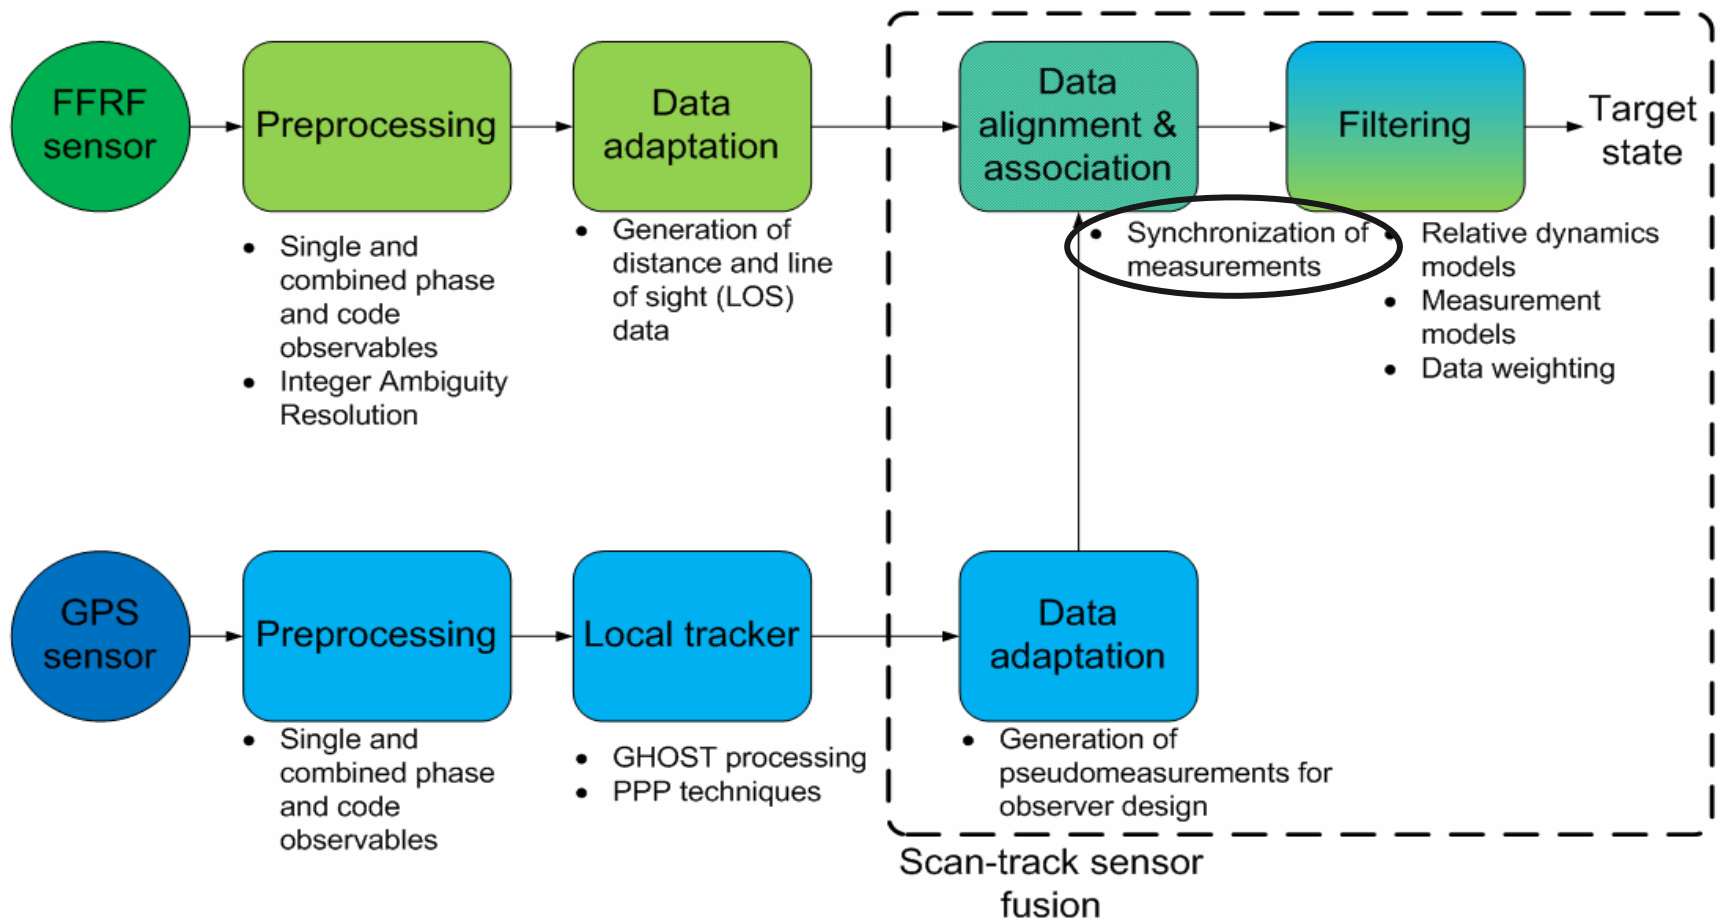 FFRF
sensor
Preprocessing
• Single and
combined phase
and code
observables
• Integer Ambiguity
Resolution
Data
adaptation
• Generation of
distance and line
of sight (LOS)
data
Data
alignment &
association
• Synchronization of
measurements
Filtering
• Relative dynamics
models
• Measurement
models
• Data weighting
Target
state
GPS
sensor
Preprocessing
• Single and
combined phase
and code
observables
Local tracker
• GHOST processing
• PPP techniques
Data
adaptation
• Generation of
pseudomeasurements for
observer design
Scan-track sensor
fusion